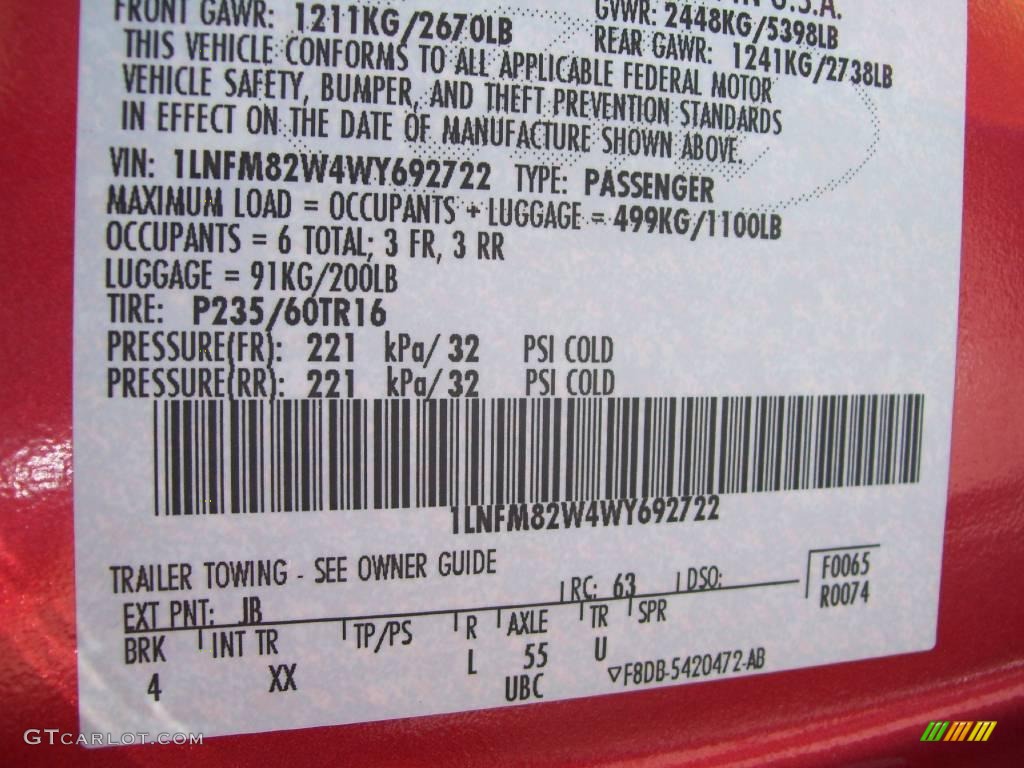 FRONT GAWR: 1211KG/2670LB GVWR: 2448KG/5398LB
REAR GAWR: 1241KG/2738LB
THIS VEHICLE CONFORMS TO ALL APPLICABLE FEDERAL MOTOR
VEHICLE SAFETY, BUMPER, AND THEFT PREVENTION STANDARDS
IN EFFECT ON THE DATE OF MANUFACTURE SHOWN ABOVE.
VIN: 1LNFM82W4WY692722 TYPE: PASSENGER
MAXIMUM LOAD = OCCUPANTS + LUGGAGE = 499KG/1100LB
OCCUPANTS = 6 TOTAL; 3 FR, 3 RR
LUGGAGE = 91KG/200LB
TIRE: P235/60TR16
PRESSURE(FR): 221 kPa/ 32 PSI COLD
PRESSURE(RR): 221 kPa/ 32 PSI COLD
1LNFM82W4WY692722
TRAILER TOWING - SEE OWNER GUIDE
EXT PNT: JB RC: 63 DSO: F0065
R0074
BRK INT TR TP/PS R AXLE TR SPR
4 XX L 55 U
UBC ▽F8DB-5420472-AB
GTCARLOT.COM